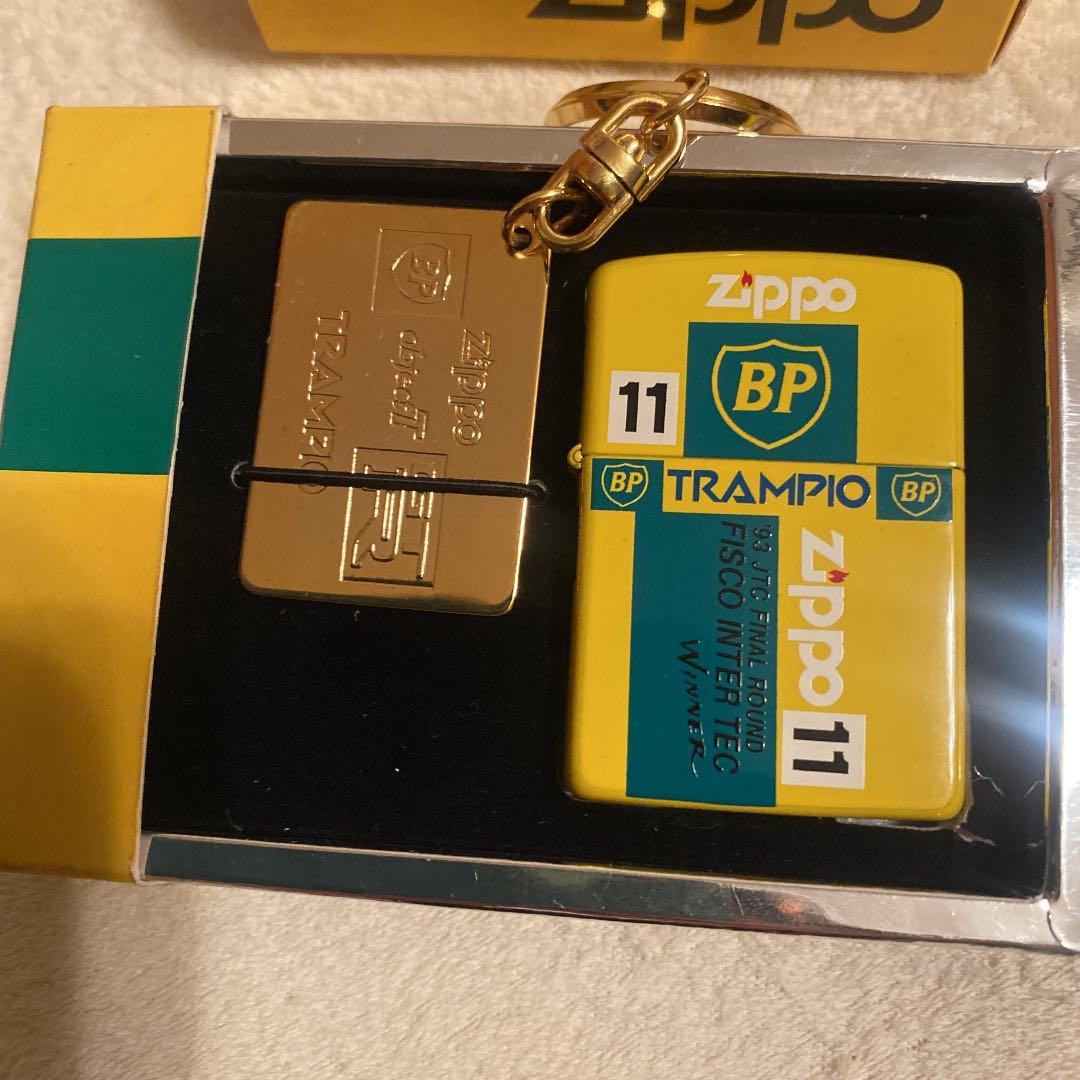 Zippo
BP
Zippo
objecT
TRAMPIO
Zippo
BP
11
BP
TRAMPIO
BP
'93 JTC FINAL ROUND
FISCO INTER TEC
WINNER
Zippo
11